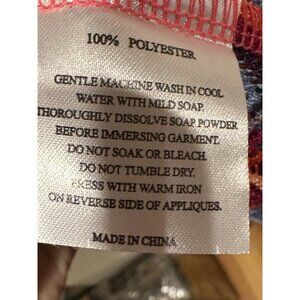 100% POLYESTER
GENTLE MACHINE WASH IN COOL
WATER WITH MILD SOAP.
THOROUGHLY DISSOLVE SOAP POWDER
BEFORE IMMERSING GARMENT.
DO NOT SOAK OR BLEACH.
DO NOT TUMBLE DRY.
PRESS WITH WARM IRON
ON REVERSE SIDE OF APPLIQUES.
MADE IN CHINA